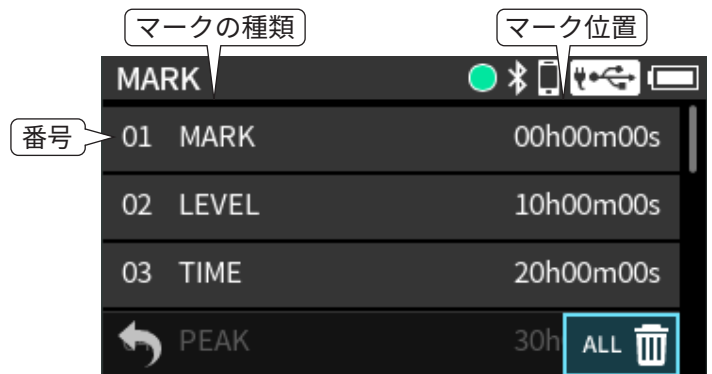 マークの種類 マーク位置
MARK
番号
01 MARK 00h00m00s
02 LEVEL 10h00m00s
03 TIME 20h00m00s
PEAK 30h
ALL